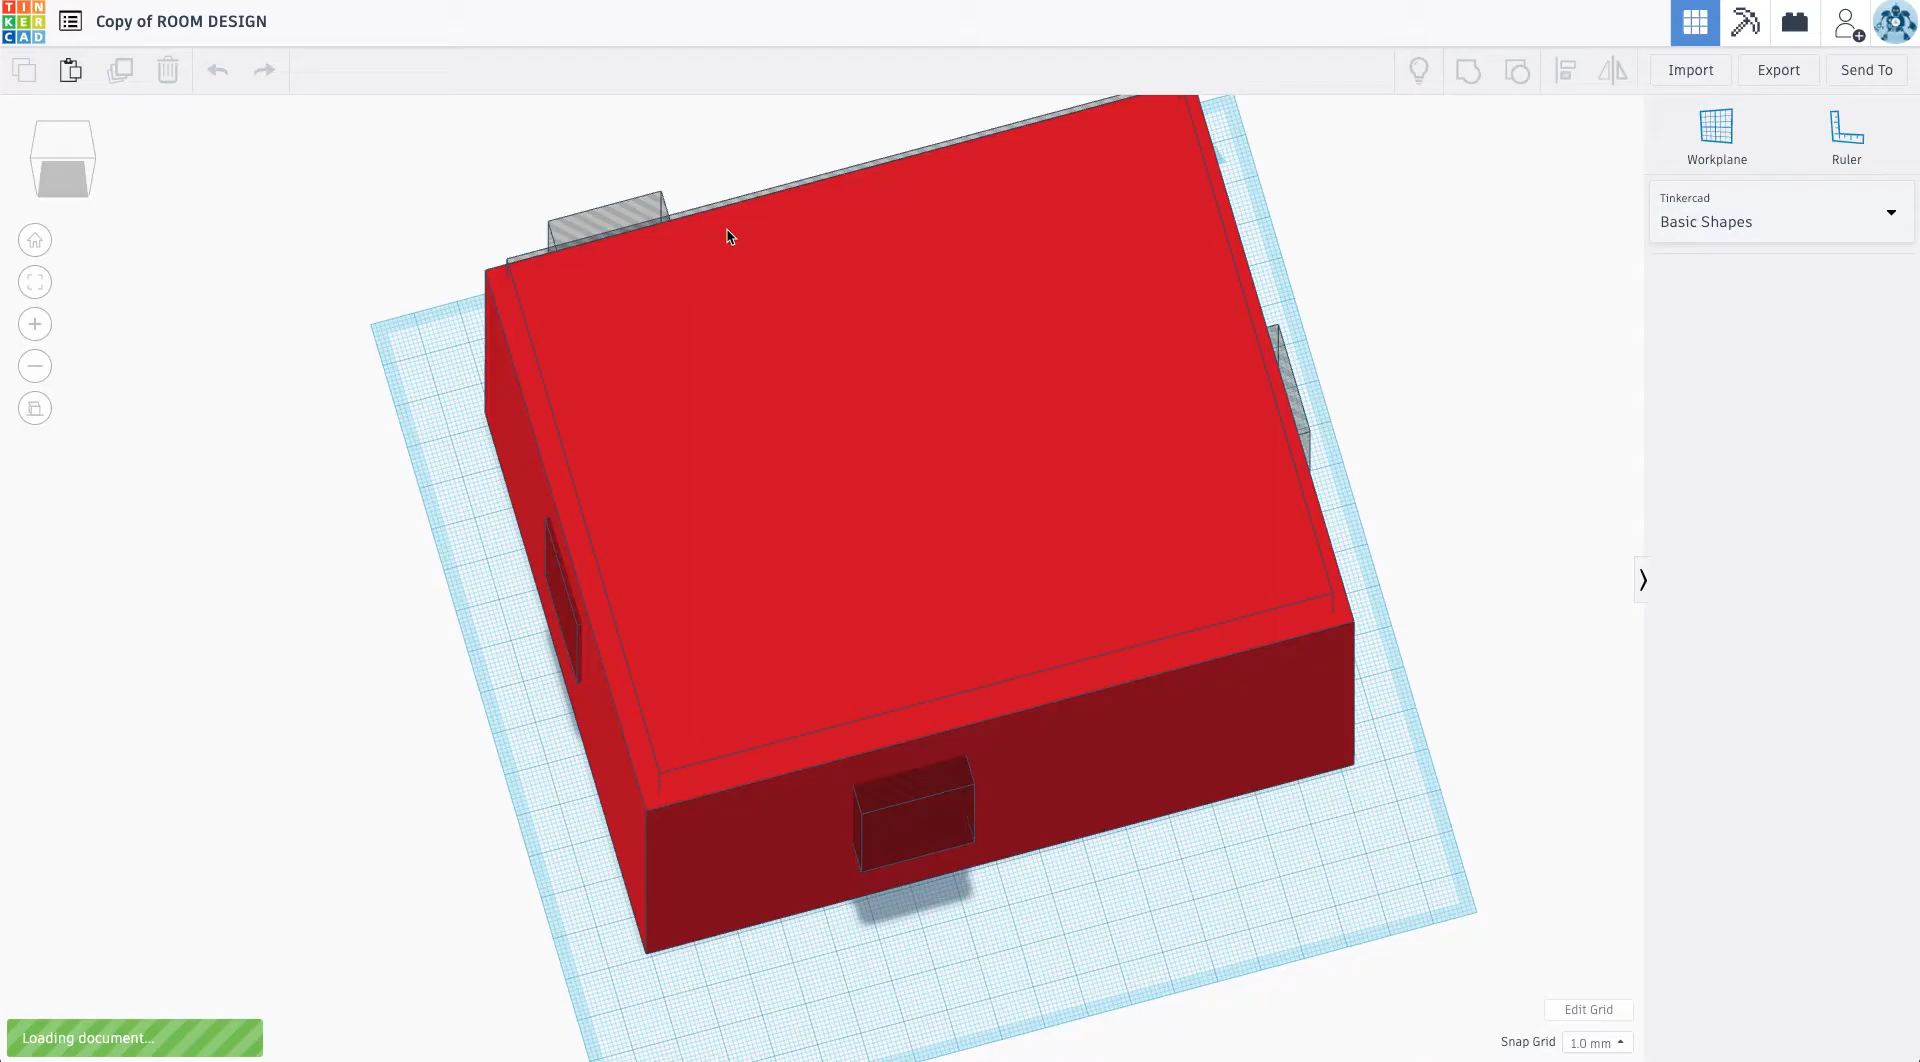 TIN
KER
CAD
Copy of ROOM DESIGN
Import
Export
Send To
Workplane
Ruler
Tinkercad
Basic Shapes
Edit Grid
Snap Grid
1.0 mm
Loading document...